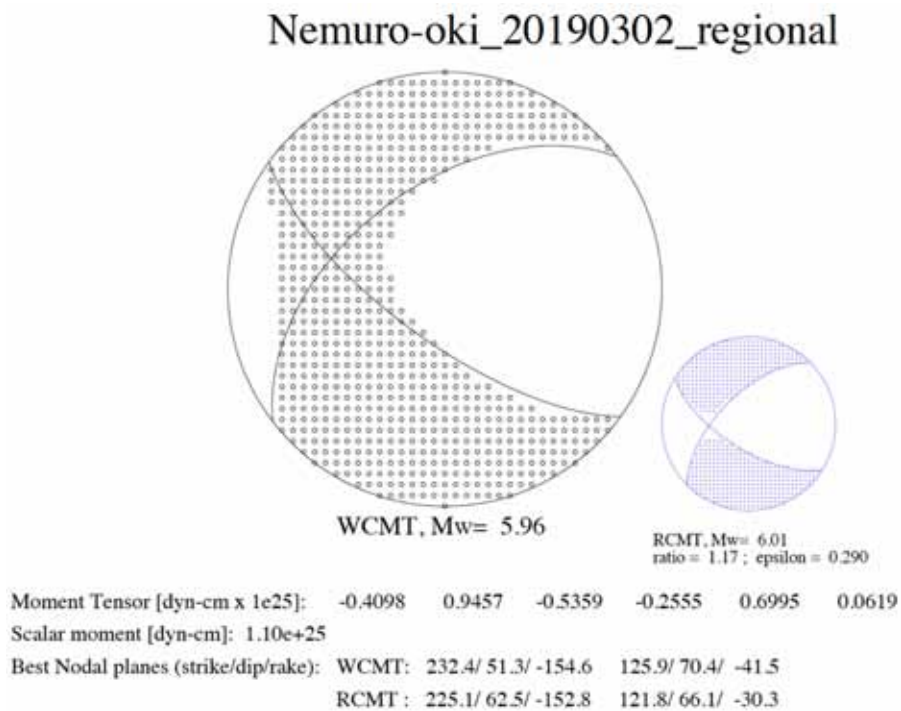 Nemuro-oki_20190302_regional
WCMT, Mw= 5.96
RCMT, Mw= 6.01
ratio = 1.17 ; epsilon = 0.290
Moment Tensor [dyn-cm x 1e25]: -0.4098 0.9457 -0.5359 -0.2555 0.6995 0.0619
Scalar moment [dyn-cm]: 1.10e+25
Best Nodal planes (strike/dip/rake): WCMT: 232.4/ 51.3/ -154.6 125.9/ 70.4/ -41.5
RCMT : 225.1/ 62.5/ -152.8 121.8/ 66.1/ -30.3